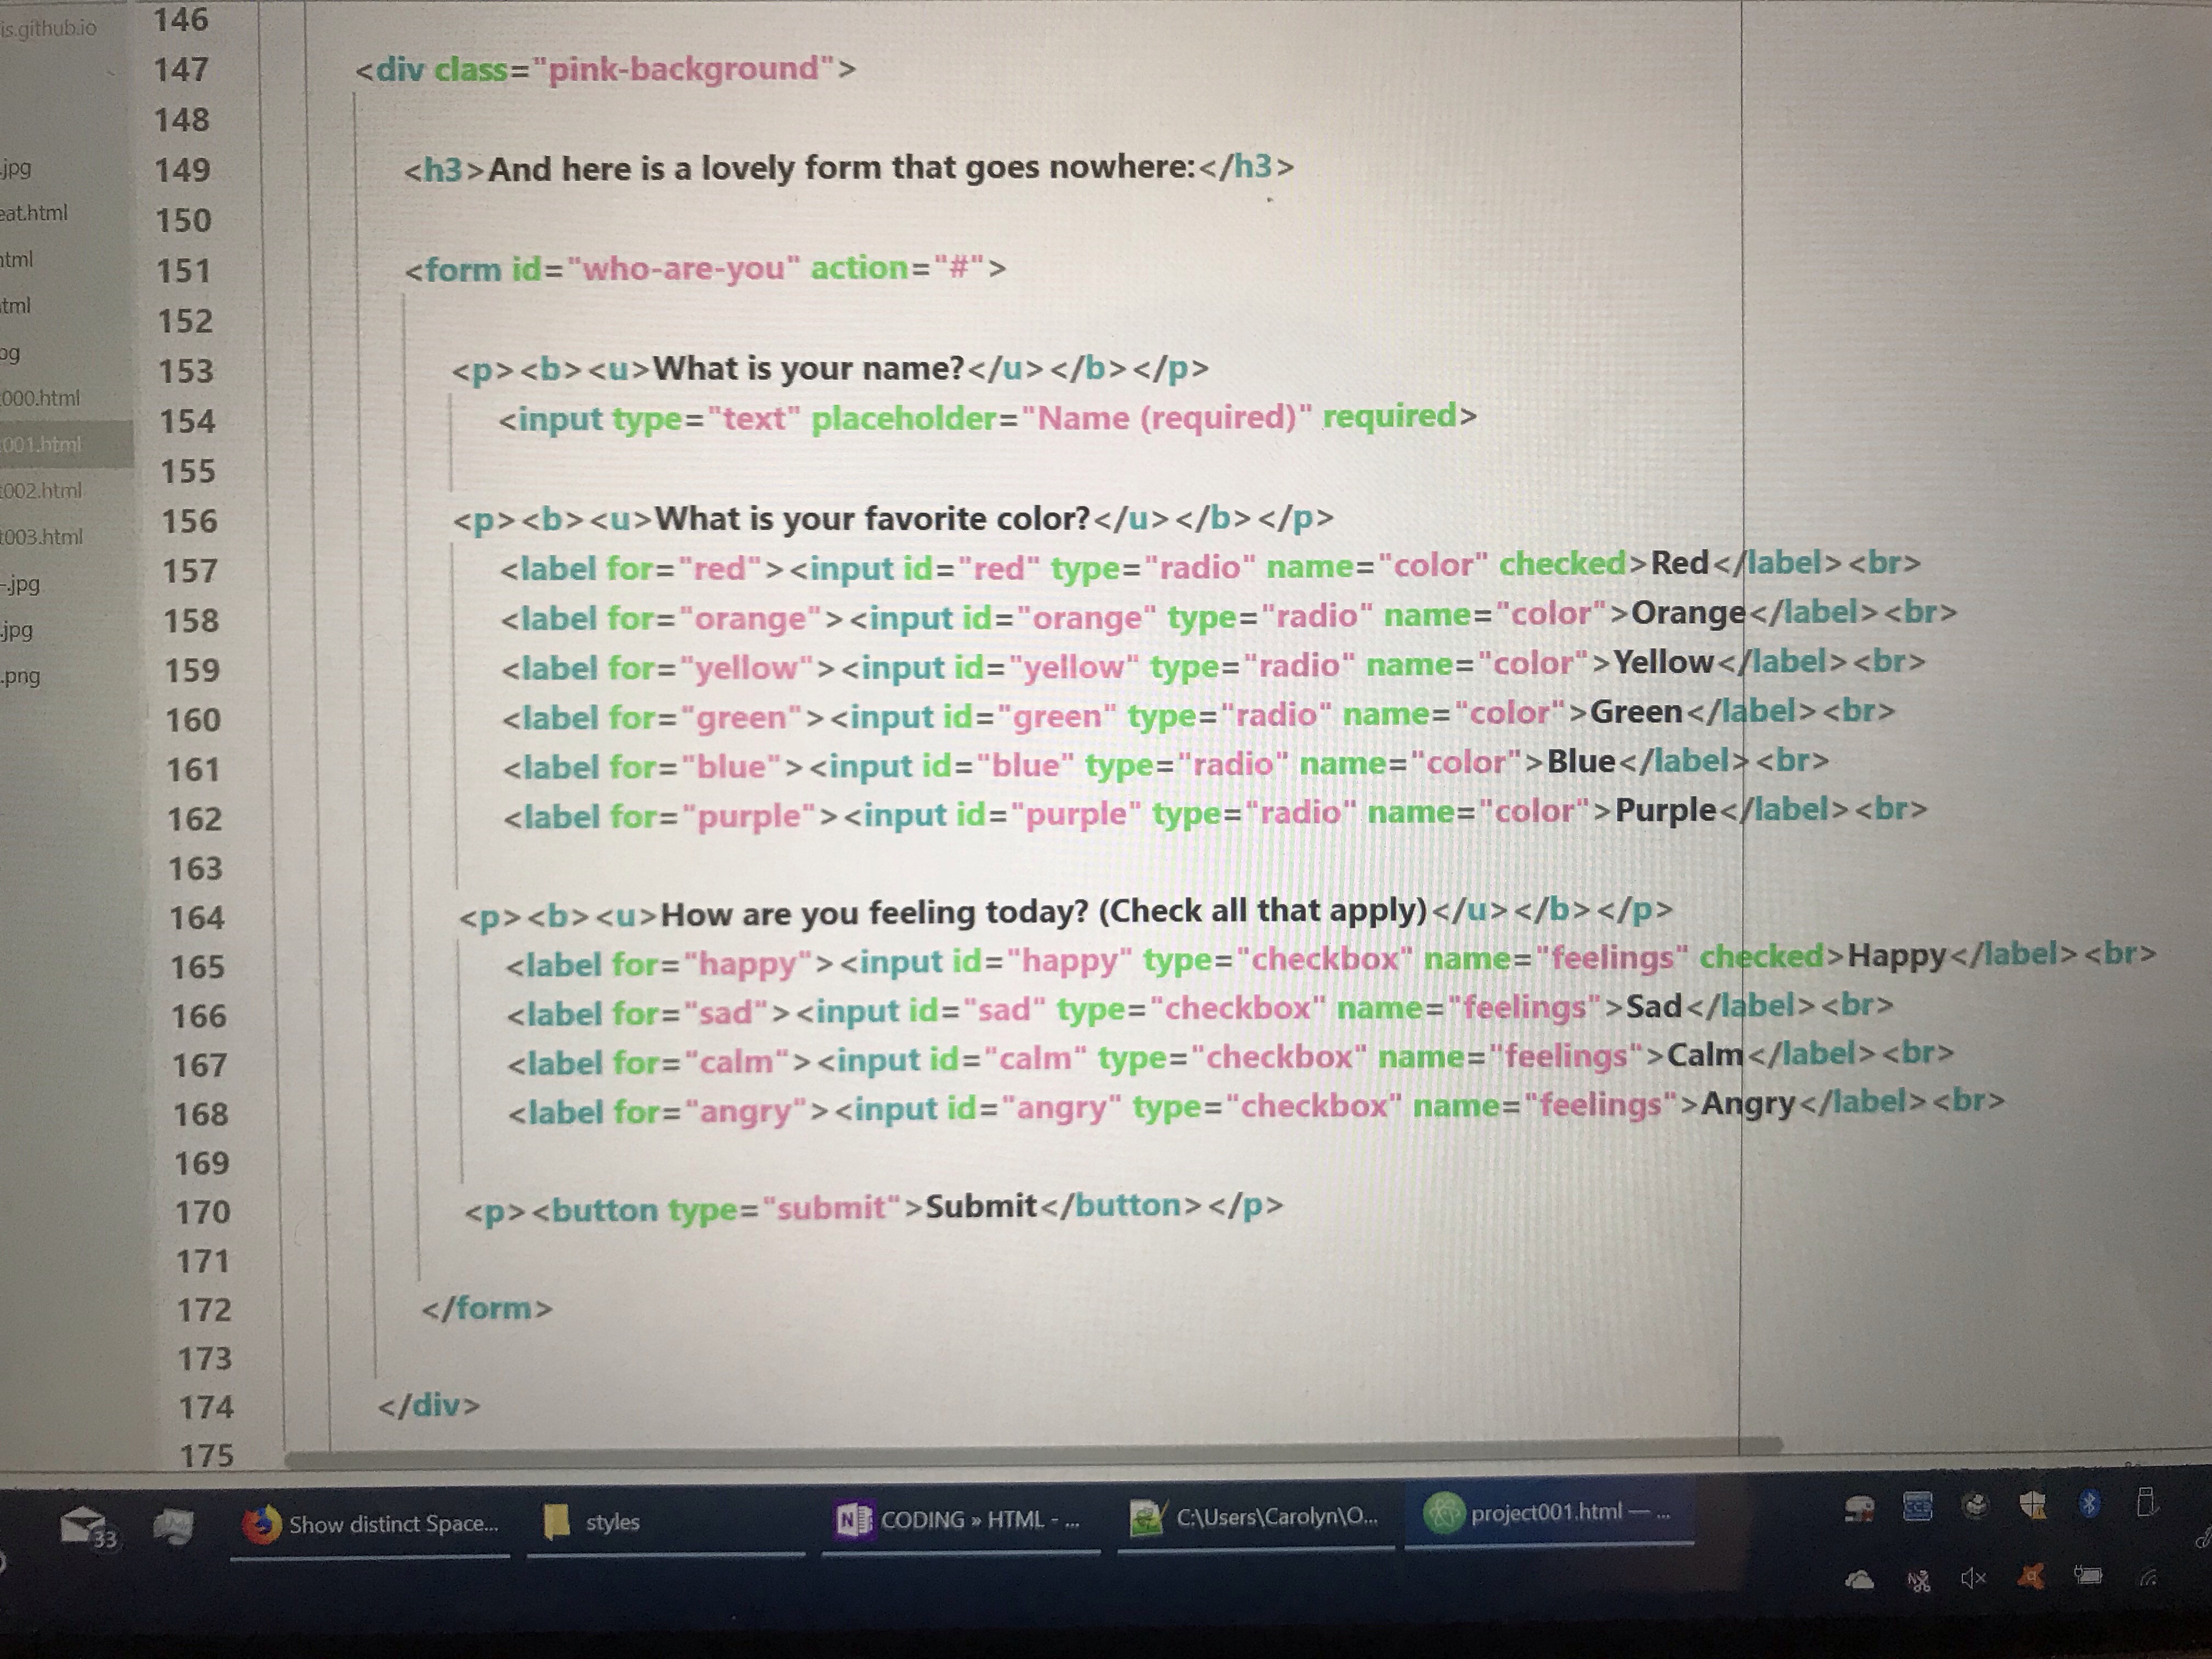 is.github.io
.jpg
eat.html
html
tml
pg
:000.html
:001.html
t002.html
t003.html
-.jpg
.jpg
.png
146
147 <div class="pink-background">
148
149 <h3>And here is a lovely form that goes nowhere:</h3>
150
151 <form id="who-are-you" action="#">
152
153 <p><b><u>What is your name?</u></b></p>
154 <input type="text" placeholder="Name (required)" required>
155
156 <p><b><u>What is your favorite color?</u></b></p>
157 <label for="red"><input id="red" type="radio" name="color" checked>Red</label><br>
158 <label for="orange"><input id="orange" type="radio" name="color">Orange</label><br>
159 <label for="yellow"><input id="yellow" type="radio" name="color">Yellow</label><br>
160 <label for="green"><input id="green" type="radio" name="color">Green</label><br>
161 <label for="blue"><input id="blue" type="radio" name="color">Blue</label><br>
162 <label for="purple"><input id="purple" type="radio" name="color">Purple</label><br>
163
164 <p><b><u>How are you feeling today? (Check all that apply)</u></b></p>
165 <label for="happy"><input id="happy" type="checkbox" name="feelings" checked>Happy</label><br>
166 <label for="sad"><input id="sad" type="checkbox" name="feelings">Sad</label><br>
167 <label for="calm"><input id="calm" type="checkbox" name="feelings">Calm</label><br>
168 <label for="angry"><input id="angry" type="checkbox" name="feelings">Angry</label><br>
169
170 <p><button type="submit">Submit</button></p>
171
172 </form>
173
174 </div>
175
33 Show distinct Space... styles N CODING » HTML - ... C:\Users\Carolyn\O... project001.html — ...